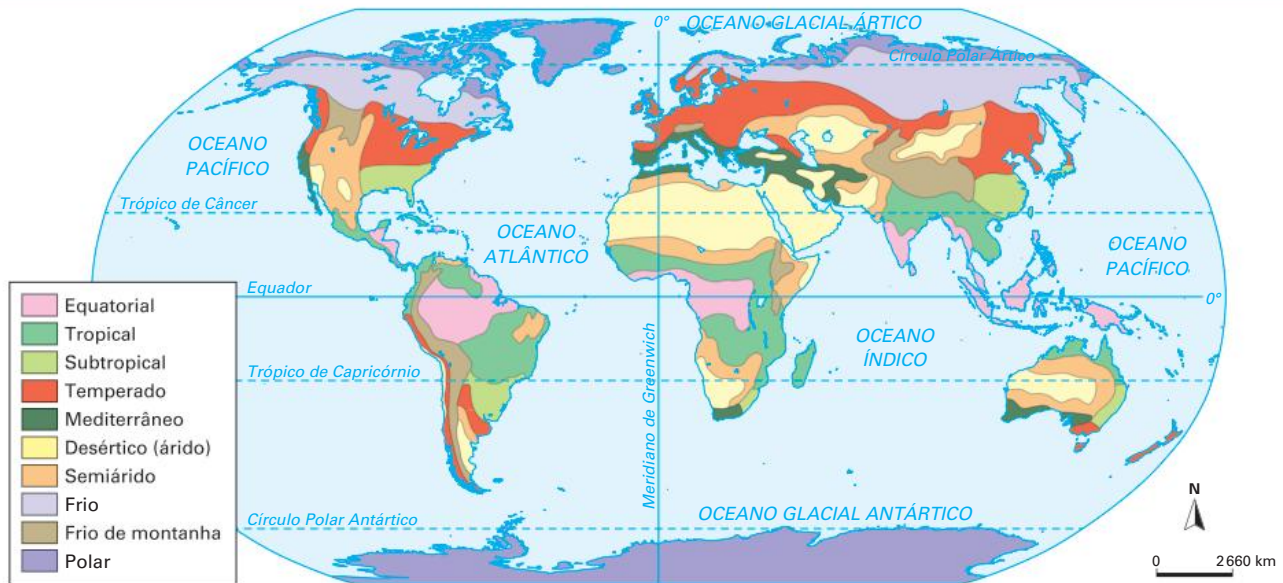 0°
OCEANO GLACIAL ÁRTICO
Círculo Polar Ártico
OCEANO
PACÍFICO
Trópico de Câncer
OCEANO
ATLÂNTICO
OCEANO
PACÍFICO
Equador
0°
OCEANO
ÍNDICO
Trópico de Capricórnio
Meridiano de Greenwich
Círculo Polar Antártico
OCEANO GLACIAL ANTÁRTICO
Equatorial
Tropical
Subtropical
Temperado
Mediterrâneo
Desértico (árido)
Semiárido
Frio
Frio de montanha
Polar
N
0 2 660 km